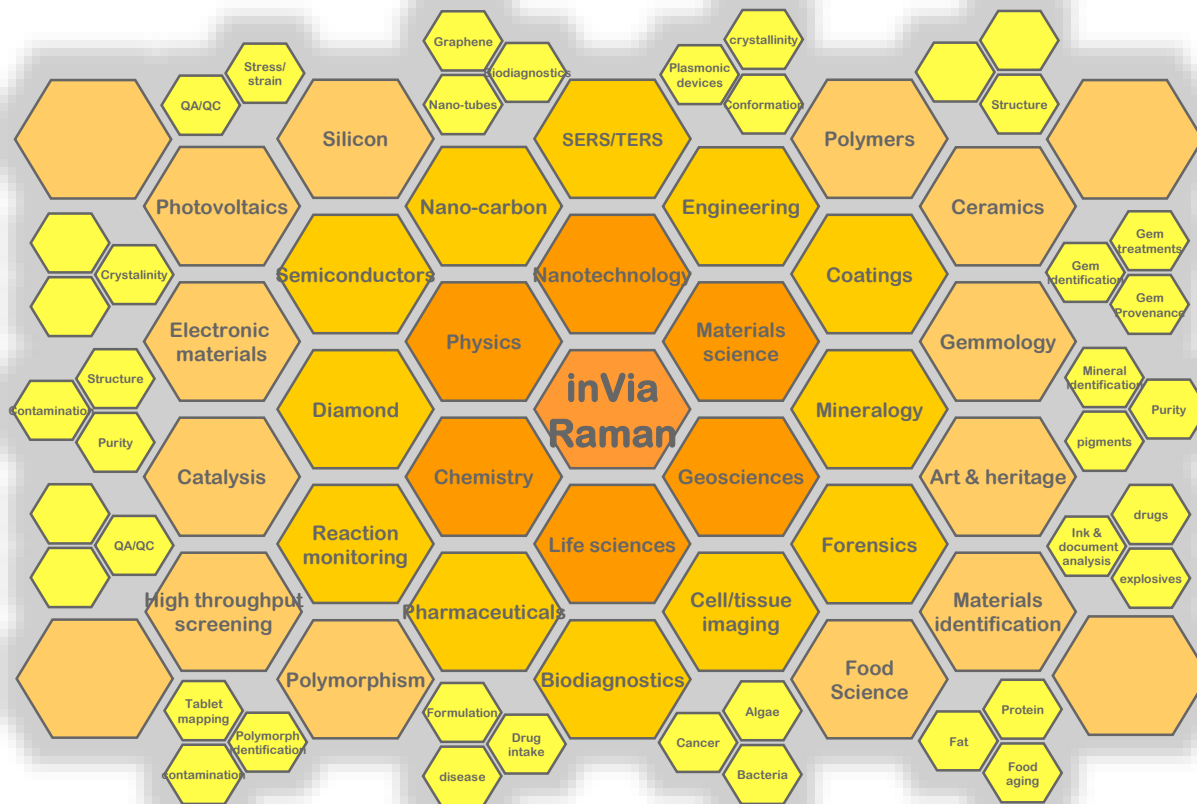 Graphene
crystallinity
Stress/
strain
Biodiagnostics
Plasmonic
devices
QA/QC
Nano-tubes
Conformation
Structure
Silicon
SERS/TERS
Polymers
Photovoltaics
Nano-carbon
Engineering
Ceramics
Gem
treatments
Crystalinity
Semiconductors
Nanotechnology
Coatings
Gem
identification
Gem
Provenance
Electronic
materials
Physics
Materials
science
Gemmology
Structure
Mineral
identification
Contamination
Diamond
inVia
Raman
Mineralogy
Purity
Purity
pigments
Catalysis
Chemistry
Geosciences
Art & heritage
drugs
QA/QC
Reaction
monitoring
Life sciences
Forensics
Ink &
document
analysis
explosives
High throughput
screening
Pharmaceuticals
Cell/tissue
imaging
Materials
identification
Polymorphism
Biodiagnostics
Food
Science
Tablet
mapping
Formulation
Algae
Protein
Polymorph
identification
Drug
intake
Cancer
Fat
contamination
disease
Bacteria
Food
aging